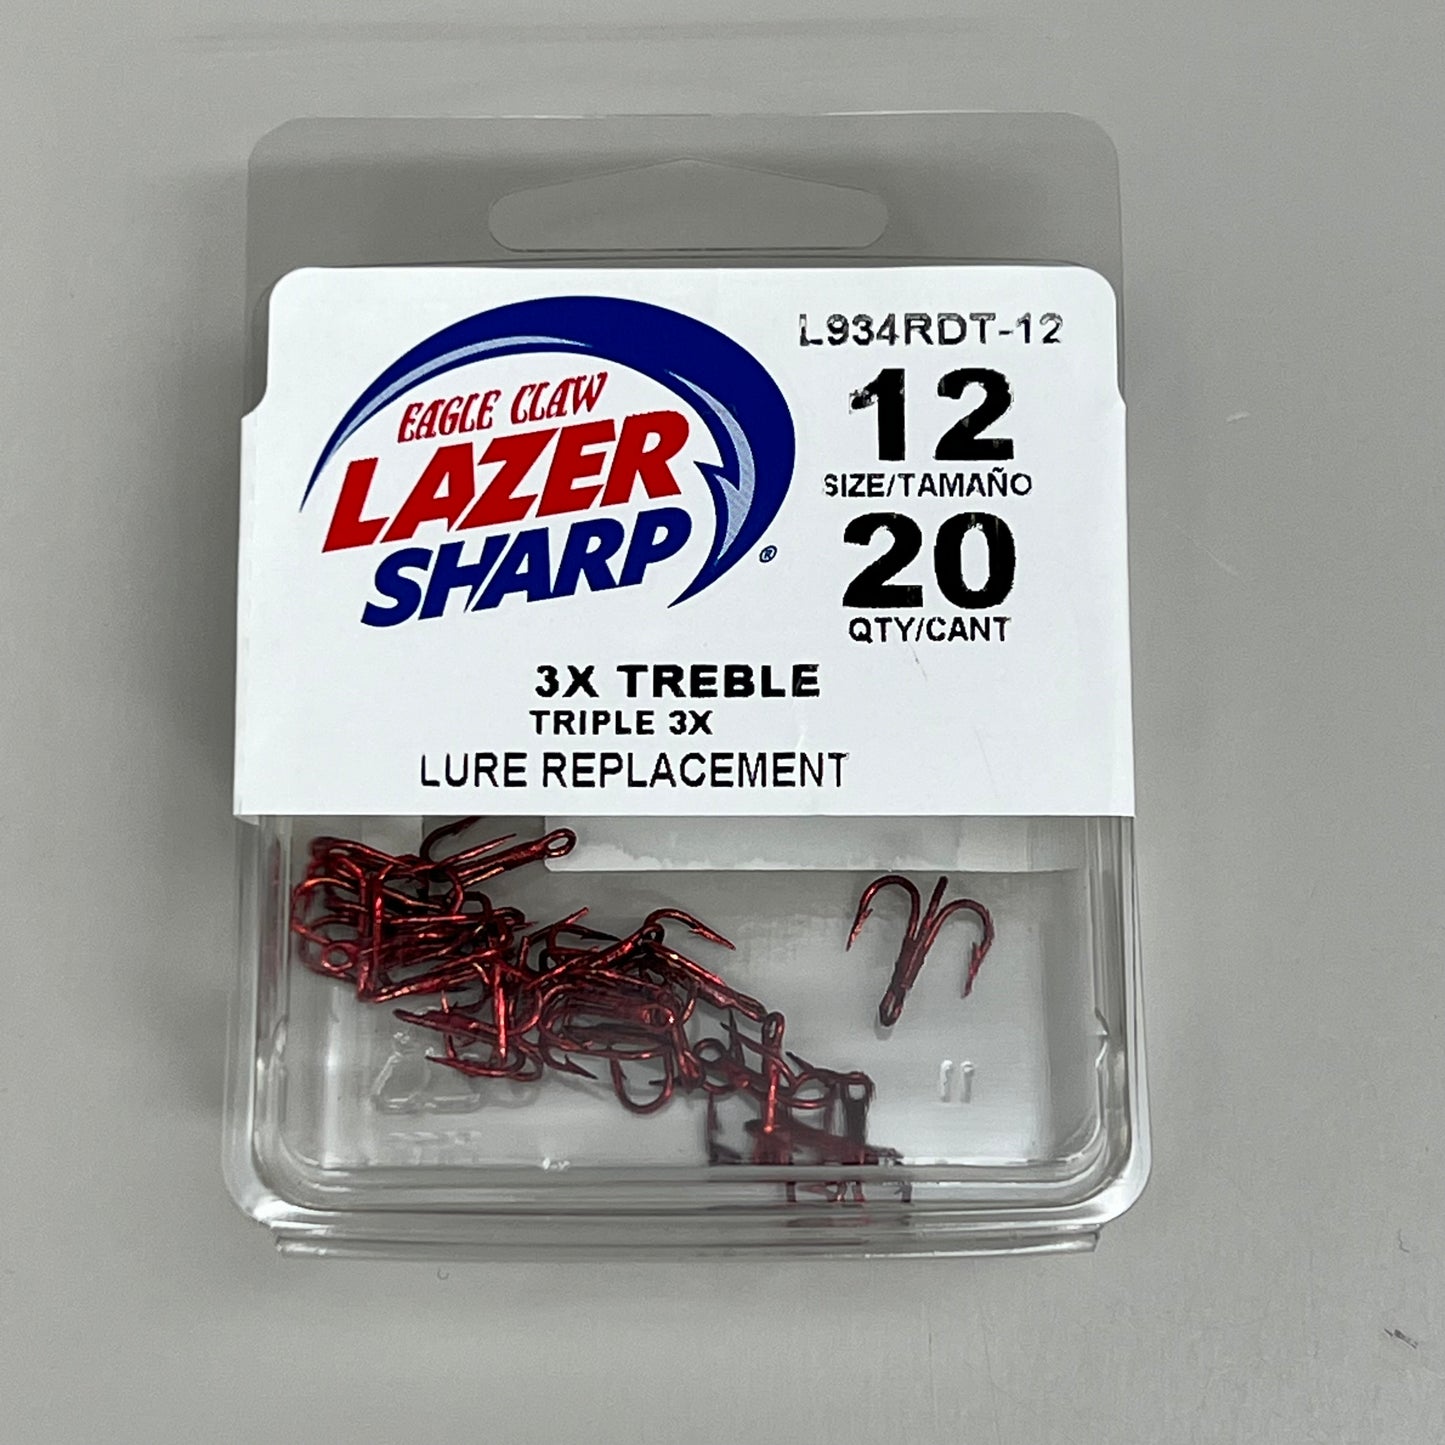 EAGLE CLAW
LAZER
SHARP®
L934RDT-12
12
SIZE/TAMAÑO
20
QTY/CANT
3X TREBLE
TRIPLE 3X
LURE REPLACEMENT